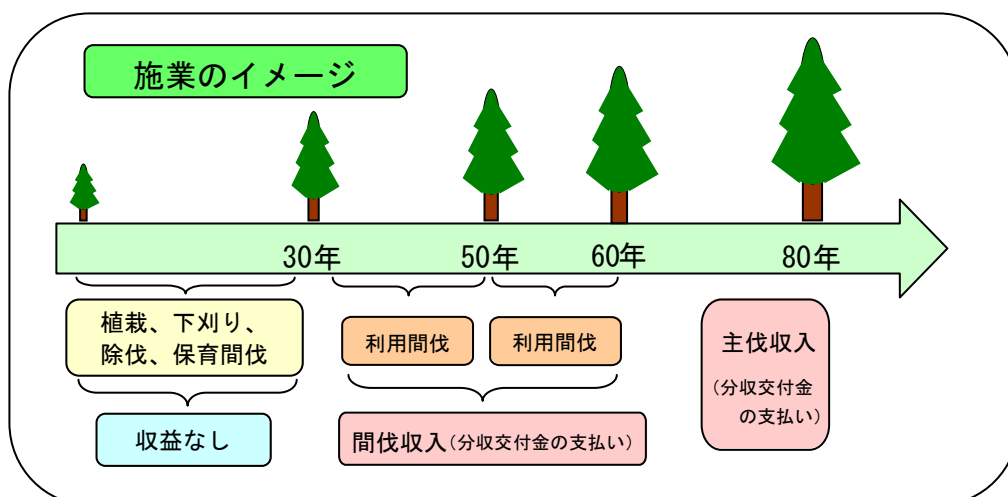 施業のイメージ
30年
50年
60年
80年
植栽、下刈り、
除伐、保育間伐
利用間伐
利用間伐
主伐収入
(分収交付金
の支払い)
収益なし
間伐収入(分収交付金の支払い)